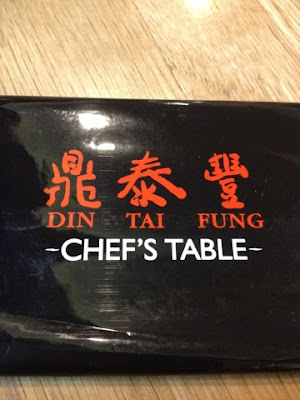 鼎泰豐
DIN TAI FUNG
~CHEF'S TABLE~